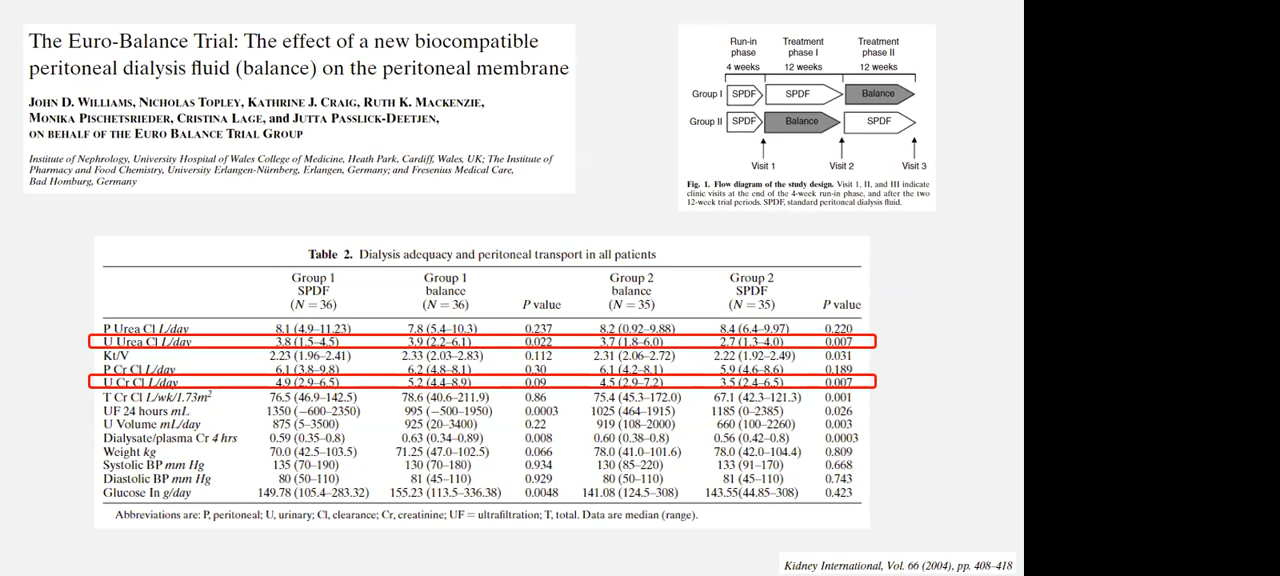 The Euro-Balance Trial: The effect of a new biocompatible
peritoneal dialysis fluid (balance) on the peritoneal membrane
JOHN D. WILLIAMS, NICHOLAS TOPLEY, KATHRINE J. CRAIG, RUTH K. MACKENZIE,
MONIKA PISCHETSRIEDER, CRISTINA LAGE, and JUTTA PASSLICK-DEETJEN,
ON BEHALF OF THE EURO BALANCE TRIAL GROUP
Institute of Nephrology, University Hospital of Wales College of Medicine, Heath Park, Cardiff, Wales, UK; The Institute of
Pharmacy and Food Chemistry, University Erlangen-Nürnberg, Erlangen, Germany; and Fresenius Medical Care,
Bad Homburg, Germany
Run-in phase 4 weeks
Treatment phase I 12 weeks
Treatment phase II 12 weeks
Group I SPDF SPDF Balance
Group II SPDF Balance SPDF
Visit 1 Visit 2 Visit 3
Fig. 1. Flow diagram of the study design. Visit 1, II, and III indicate
clinic visits at the end of the 4-week run-in phase, and after the two
12-week trial periods. SPDF, standard peritoneal dialysis fluid.
Table 2. Dialysis adequacy and peritoneal transport in all patients
Group 1 Group 1 Group 2 Group 2
SPDF balance balance SPDF
(N = 36) (N = 36) P value (N = 35) (N = 35) P value
P Urea Cl L/day 8.1 (4.9–11.23) 7.8 (5.4–10.3) 0.237 8.2 (0.92–9.88) 8.4 (6.4–9.97) 0.220
U Urea Cl L/day 3.8 (1.5–4.5) 3.9 (2.2–6.1) 0.022 3.7 (1.8–6.0) 2.7 (1.3–4.0) 0.007
Kt/V 2.23 (1.96–2.41) 2.33 (2.03–2.83) 0.112 2.31 (2.06–2.72) 2.22 (1.92–2.49) 0.031
P Cr Cl L/day 6.1 (3.8–9.8) 6.2 (4.8–8.1) 0.30 6.1 (4.2–8.1) 5.9 (4.6–8.6) 0.189
U Cr Cl L/day 4.9 (2.9–6.5) 5.2 (4.4–8.9) 0.09 4.5 (2.9–7.2) 3.5 (2.4–6.5) 0.007
T Cr Cl L/wk/1.73m² 76.5 (46.9–142.5) 78.6 (40.6–211.9) 0.86 75.4 (45.3–172.0) 67.1 (42.3–121.3) 0.001
UF 24 hours mL 1350 (−600–2350) 995 (−500–1950) 0.0003 1025 (464–1915) 1185 (0–2385) 0.026
U Volume mL/day 875 (5–3500) 925 (20–3400) 0.22 919 (108–2000) 660 (100–2260) 0.003
Dialysate/plasma Cr 4 hrs 0.59 (0.35–0.8) 0.63 (0.34–0.89) 0.008 0.60 (0.38–0.8) 0.56 (0.42–0.8) 0.0003
Weight kg 70.0 (42.5–103.5) 71.25 (47.0–102.5) 0.066 78.0 (41.0–101.6) 78.0 (42.0–104.4) 0.809
Systolic BP mm Hg 135 (70–190) 130 (70–180) 0.934 130 (85–220) 133 (91–170) 0.668
Diastolic BP mm Hg 80 (50–110) 81 (45–110) 0.929 80 (50–110) 81 (45–110) 0.743
Glucose In g/day 149.78 (105.4–283.32) 155.23 (113.5–336.38) 0.0048 141.08 (124.5–308) 143.55(44.85–308) 0.423
Abbreviations are: P, peritoneal; U, urinary; Cl, clearance; Cr, creatinine; UF = ultrafiltration; T, total. Data are median (range).
Kidney International, Vol. 66 (2004), pp. 408–418